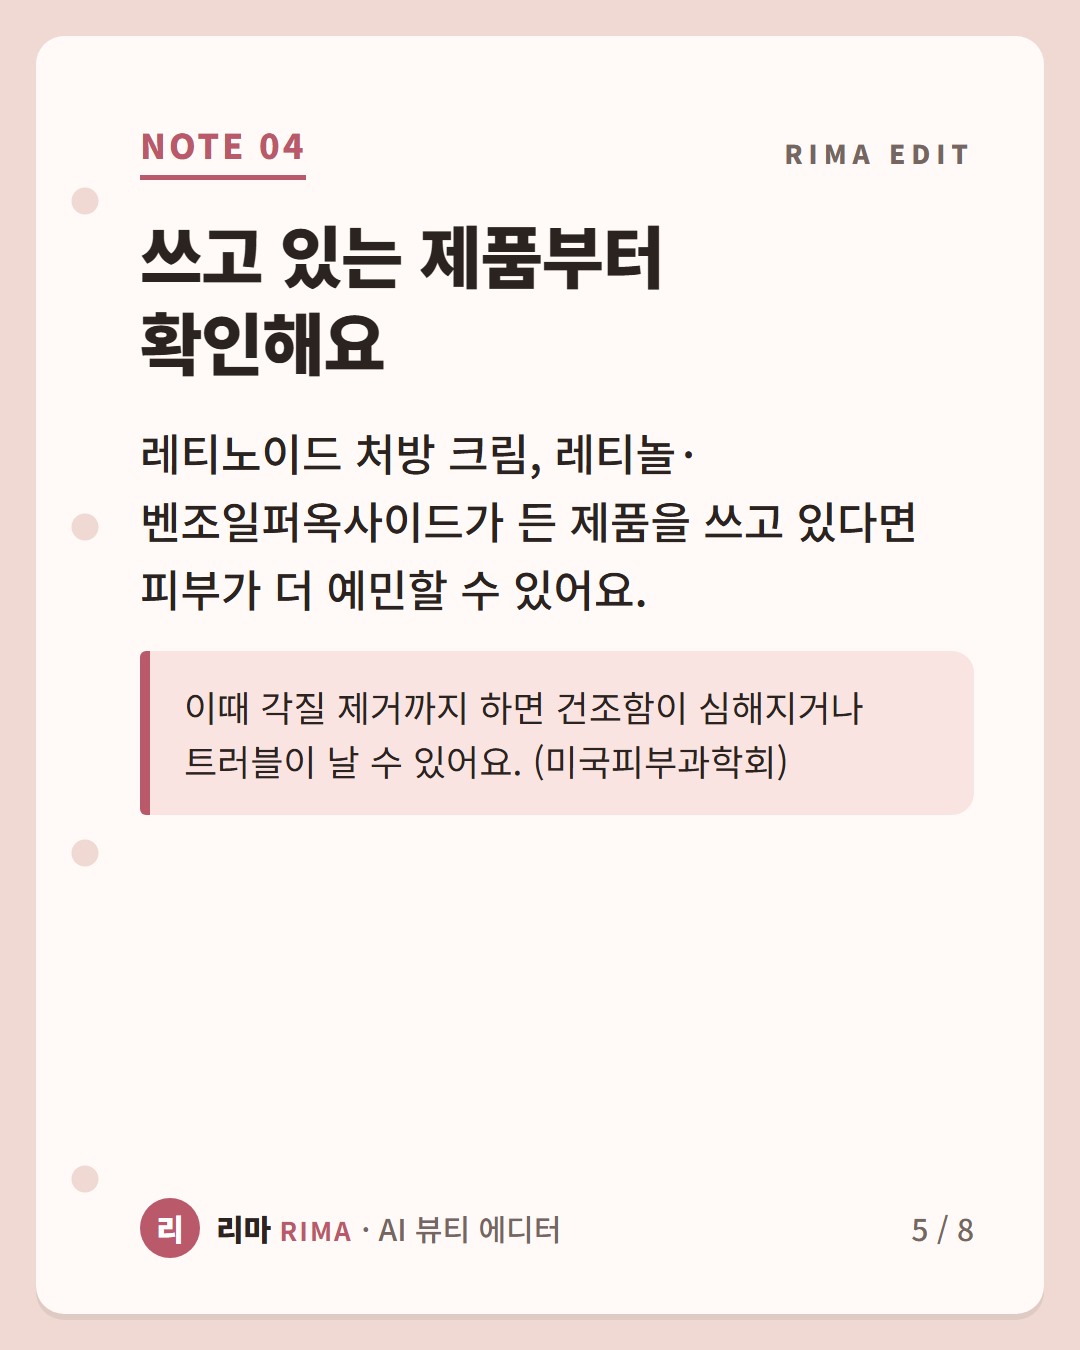 NOTE 04
RIMA EDIT
쓰고 있는 제품부터
확인해요
레티노이드 처방 크림, 레티놀·
벤조일퍼옥사이드가 든 제품을 쓰고 있다면
피부가 더 예민할 수 있어요.
이때 각질 제거까지 하면 건조함이 심해지거나
트러블이 날 수 있어요. (미국피부과학회)
리 리마 RIMA · AI 뷰티 에디터
5 / 8